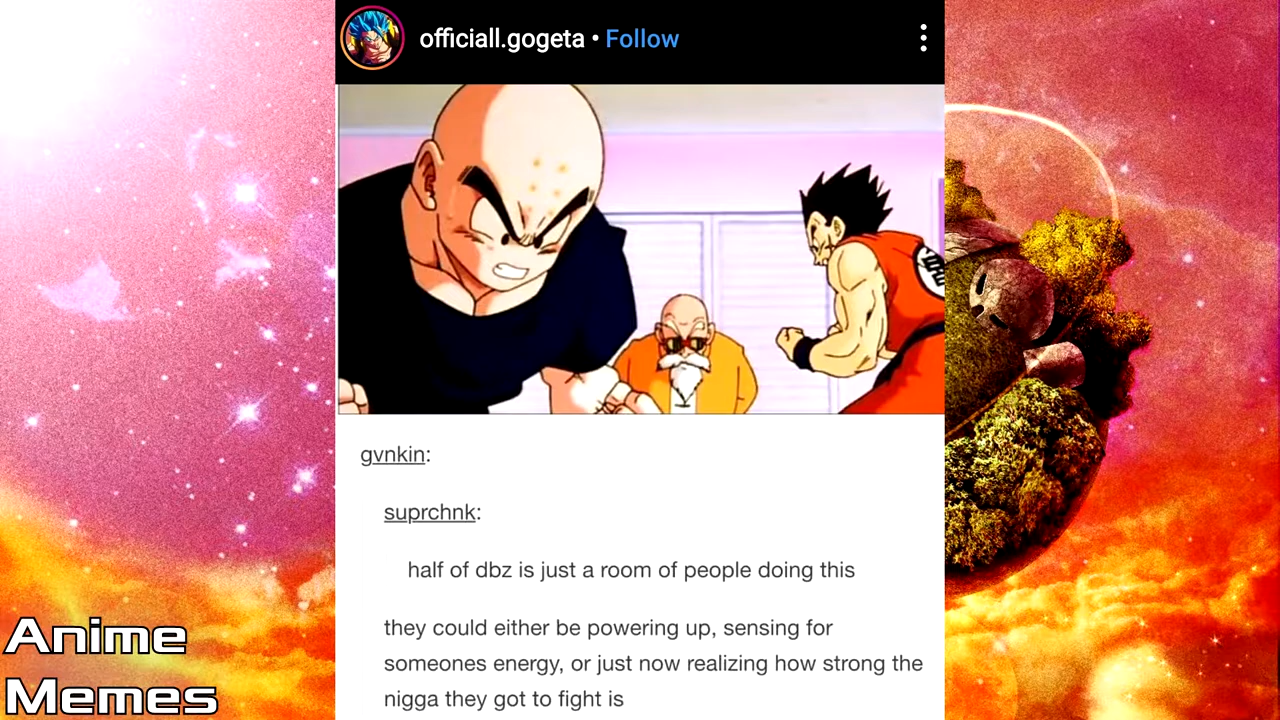 officiall.gogeta • Follow
gvnkin:
suprchnk:
half of dbz is just a room of people doing this
they could either be powering up, sensing for
someones energy, or just now realizing how strong the
nigga they got to fight is
Anime
Memes